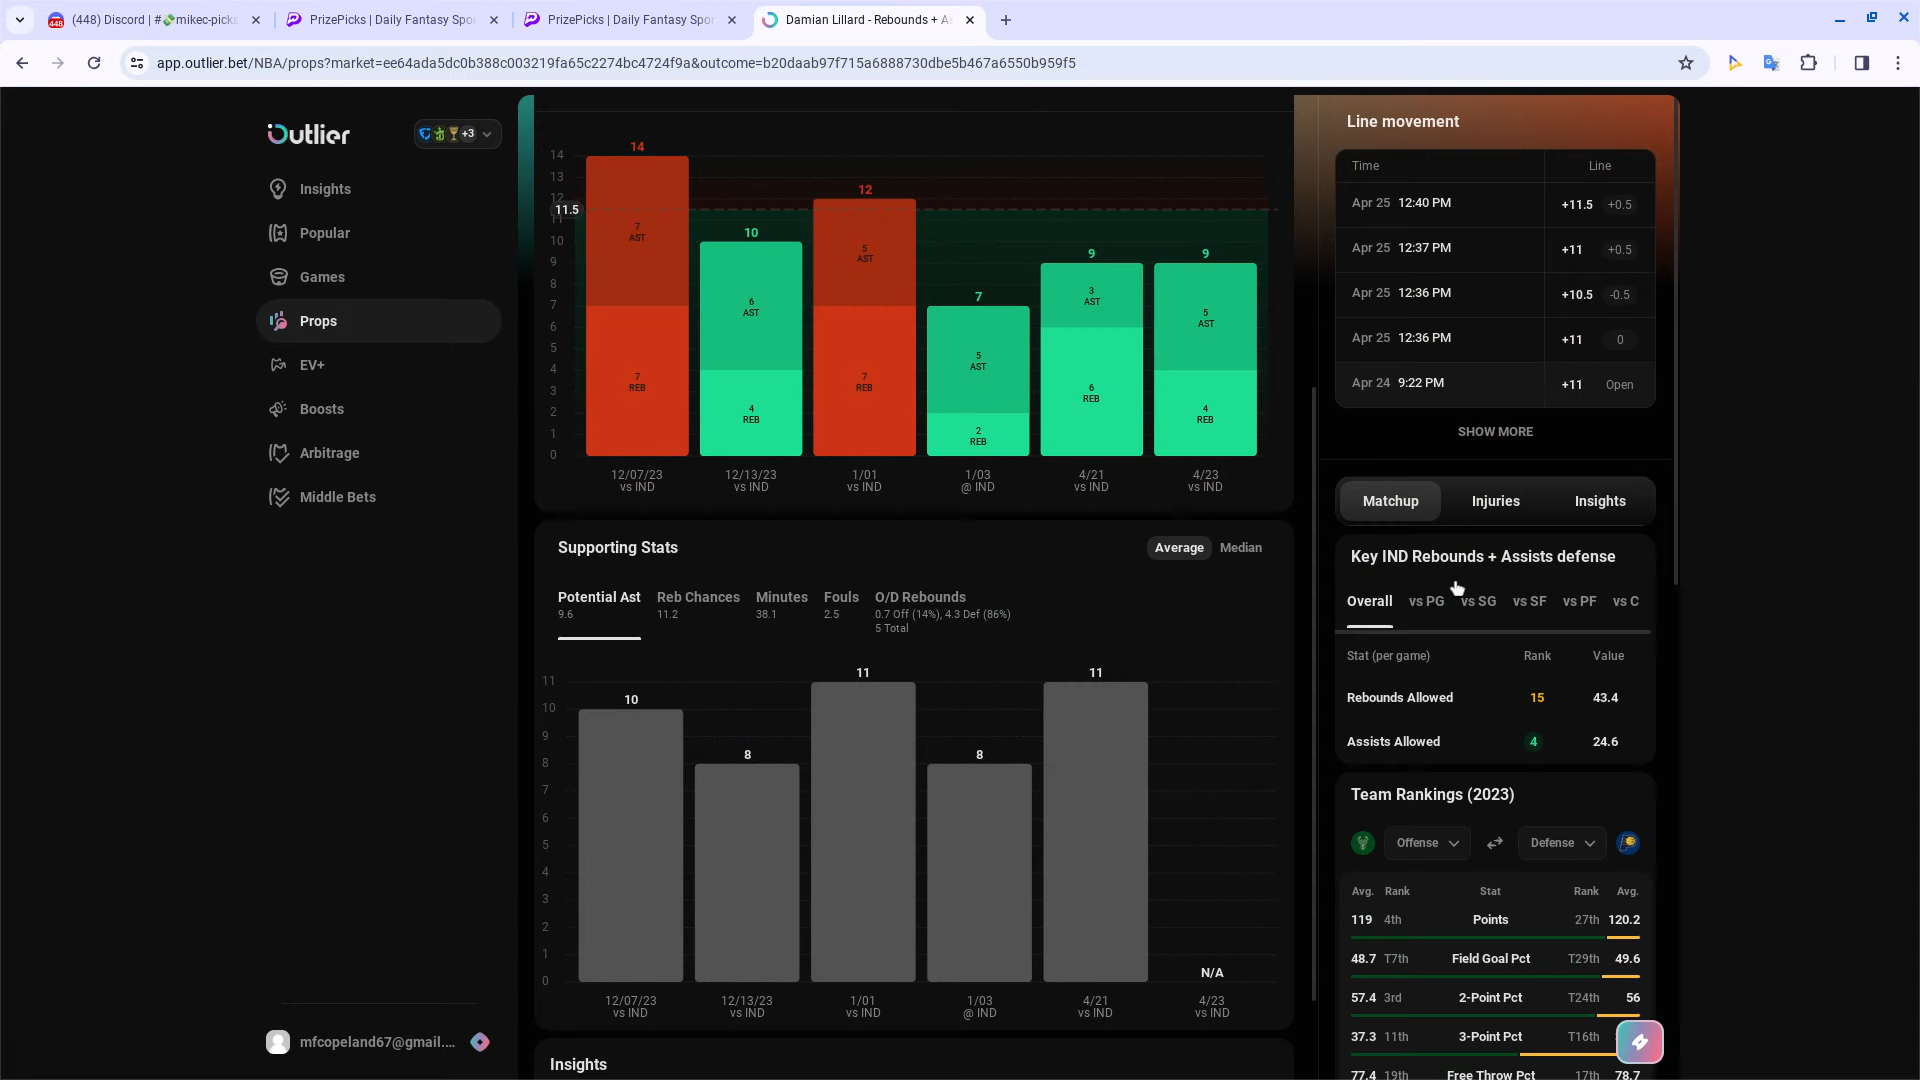 (448) Discord | #💸mikec-picks
PrizePicks | Daily Fantasy Spor
PrizePicks | Daily Fantasy Spor
Damian Lillard - Rebounds + As
app.outlier.bet/NBA/props?market=ee64ada5dc0b388c003219fa65c2274bc4724f9a&outcome=b20daab97f715a6888730dbe5b467a6550b959f5
Outlier
+3
Insights
Popular
Games
Props
EV+
Boosts
Arbitrage
Middle Bets
mfcopeland67@gmail....
14
13
12
11
10
9
8
7
6
5
4
3
2
1
0
11.5
14
7
AST
7
REB
10
6
AST
4
REB
12
5
AST
7
REB
7
5
AST
2
REB
9
3
AST
6
REB
9
5
AST
4
REB
12/07/23
vs IND
12/13/23
vs IND
1/01
vs IND
1/03
@ IND
4/21
vs IND
4/23
vs IND
Supporting Stats
Average Median
Potential Ast
9.6
Reb Chances
11.2
Minutes
38.1
Fouls
2.5
O/D Rebounds
0.7 Off (14%), 4.3 Def (86%)
5 Total
11
10
9
8
7
6
5
4
3
2
1
0
10
8
11
8
11
N/A
12/07/23
vs IND
12/13/23
vs IND
1/01
vs IND
1/03
@ IND
4/21
vs IND
4/23
vs IND
Insights
Line movement
Time Line
Apr 25 12:40 PM +11.5 +0.5
Apr 25 12:37 PM +11 +0.5
Apr 25 12:36 PM +10.5 -0.5
Apr 25 12:36 PM +11 0
Apr 24 9:22 PM +11 Open
SHOW MORE
Matchup Injuries Insights
Key IND Rebounds + Assists defense
Overall vs PG vs SG vs SF vs PF vs C
Stat (per game) Rank Value
Rebounds Allowed 15 43.4
Assists Allowed 4 24.6
Team Rankings (2023)
Offense Defense
Avg. Rank Stat Rank Avg.
119 4th Points 27th 120.2
48.7 T7th Field Goal Pct T29th 49.6
57.4 3rd 2-Point Pct T24th 56
37.3 11th 3-Point Pct T16th
77.4 19th Free Throw Pct 17th 78.7